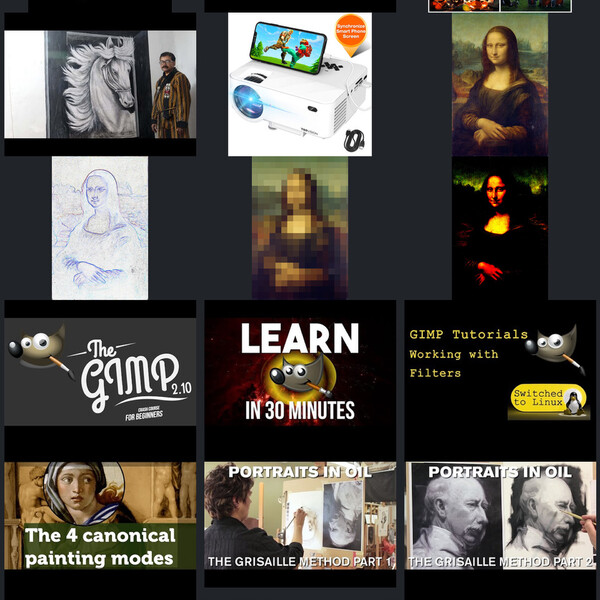 Synchronize
Smart Phone
Screen
The
GIMP
2.10
CRASH COURSE
FOR BEGINNERS
LEARN
IN 30 MINUTES
GIMP Tutorials
Working with
Filters
Switched
to Linux
The 4 canonical
painting modes
PORTRAITS IN OIL
THE GRISAILLE METHOD PART 1
PORTRAITS IN OIL
THE GRISAILLE METHOD PART 2